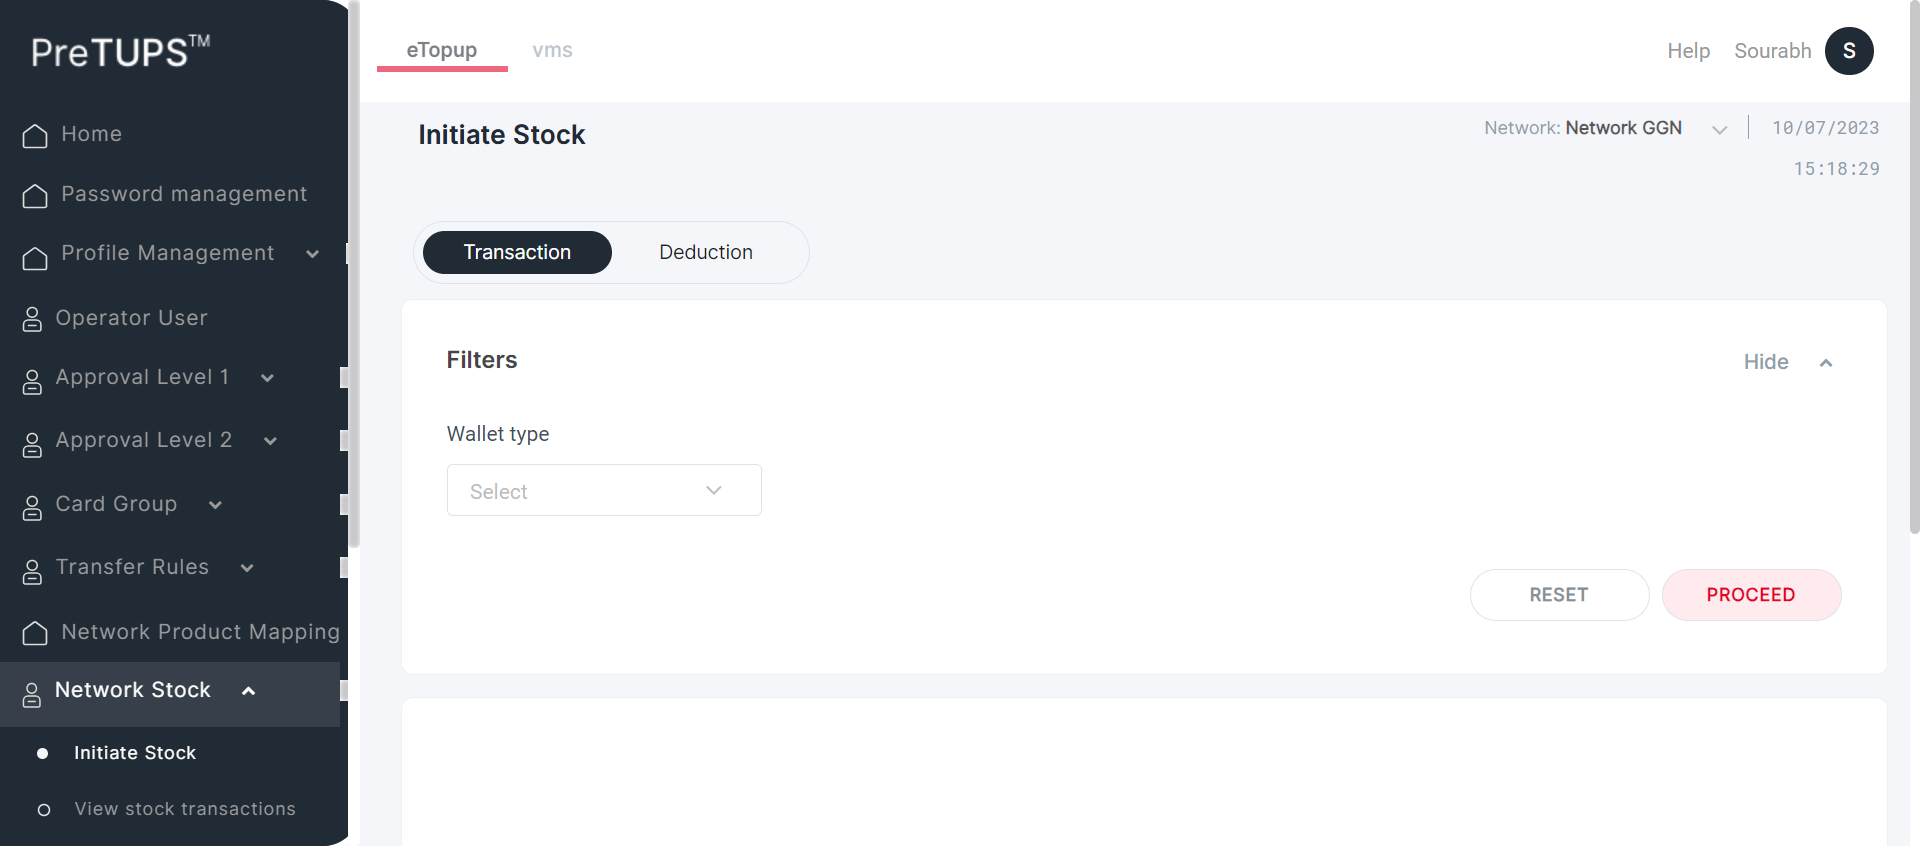 PreTUPS™
Home
Password management
Profile Management
Operator User
Approval Level 1
Approval Level 2
Card Group
Transfer Rules
Network Product Mapping
Network Stock
Initiate Stock
View stock transactions
eTopup vms
Help Sourabh S
Initiate Stock
Network: Network GGN 10/07/2023
15:18:29
Transaction Deduction
Filters Hide
Wallet type
Select
RESET PROCEED